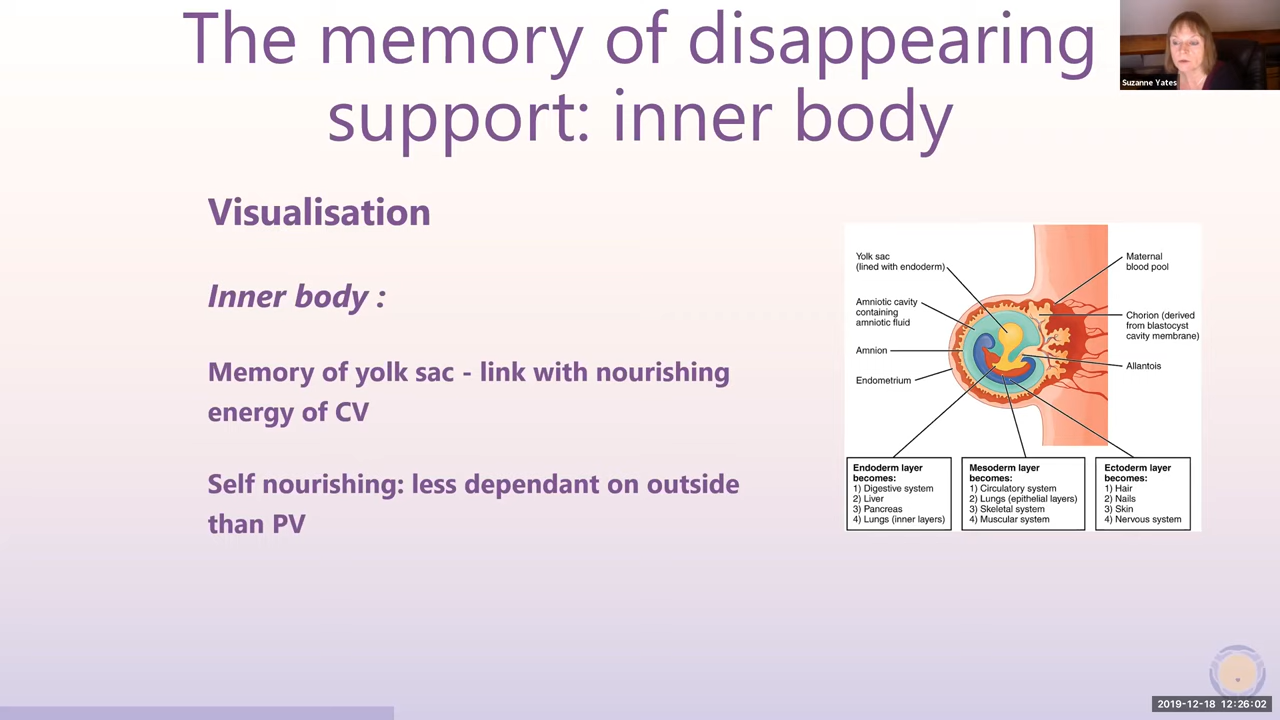 The memory of disappearing
support: inner body
Suzanne Yates
Visualisation
Inner body :
Memory of yolk sac - link with nourishing
energy of CV
Self nourishing: less dependant on outside
than PV
Yolk sac
(lined with endoderm)
Amniotic cavity
containing
amniotic fluid
Amnion
Endometrium
Maternal
blood pool
Chorion (derived
from blastocyst
cavity membrane)
Allantois
Endoderm layer
becomes:
1) Digestive system
2) Liver
3) Pancreas
4) Lungs (inner layers)
Mesoderm layer
becomes:
1) Circulatory system
2) Lungs (epithelial layers)
3) Skeletal system
4) Muscular system
Ectoderm layer
becomes:
1) Hair
2) Nails
3) Skin
4) Nervous system
2019-12-18 12:26:02